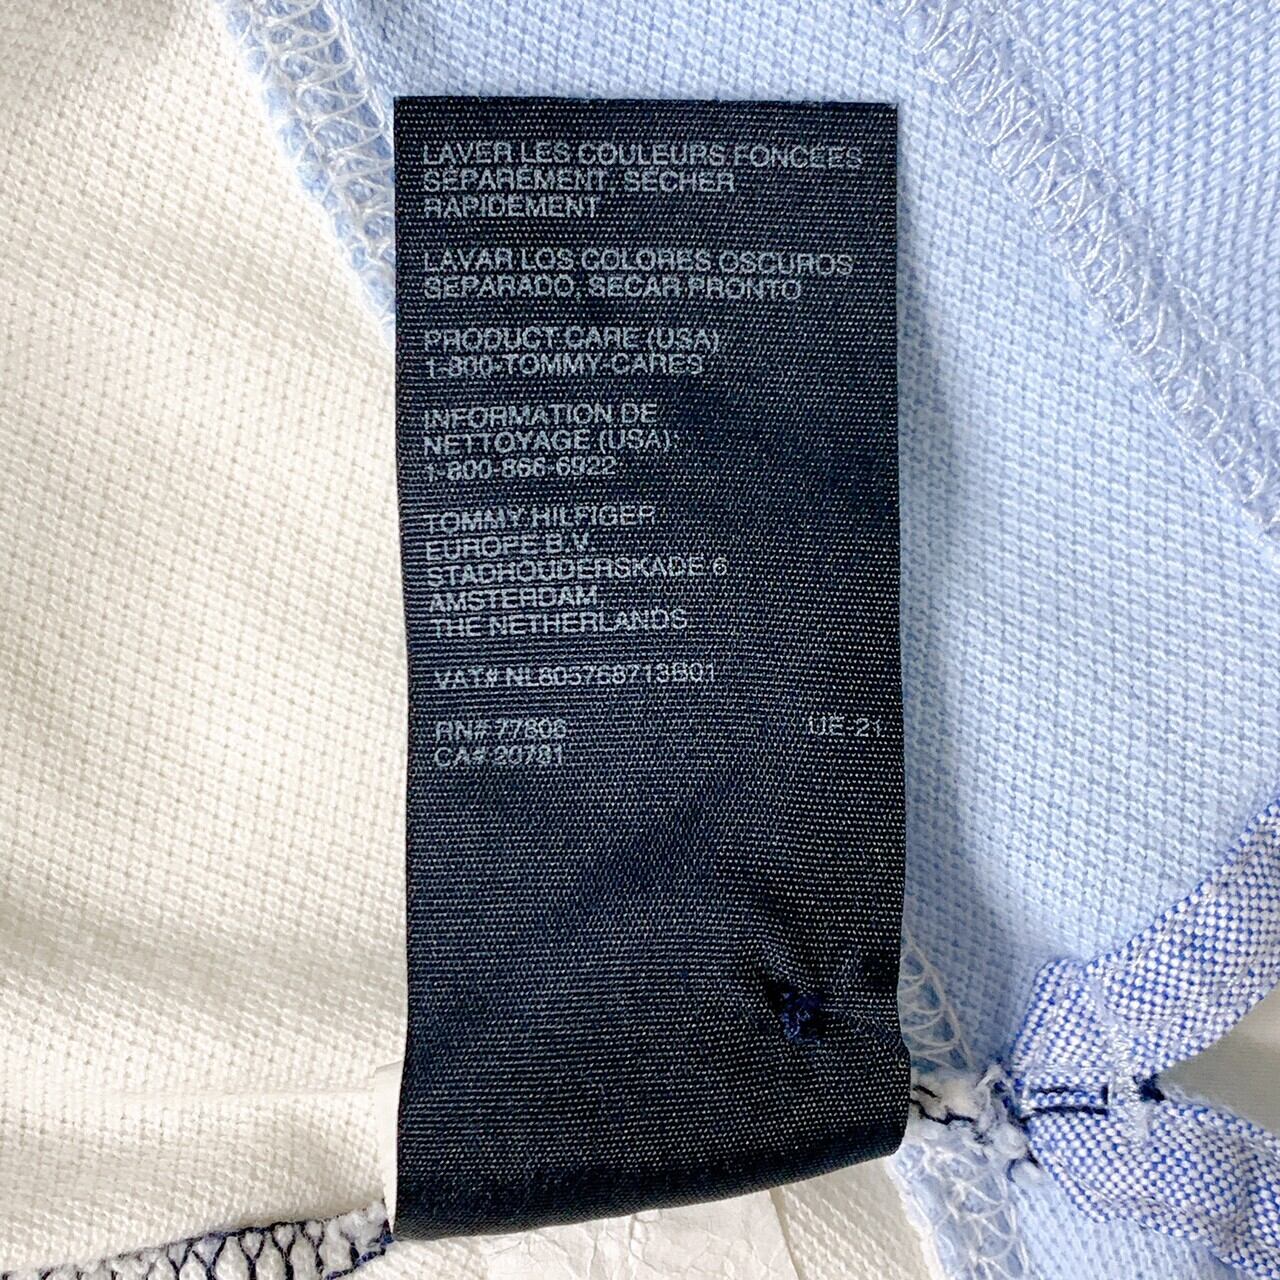 LAVER LES COULEURS FONCEES
SEPAREMENT. SECHER
RAPIDEMENT
LAVAR LOS COLORES OSCUROS
SEPARADO, SECAR PRONTO
PRODUCT CARE (USA)
1-800-TOMMY-CARES
INFORMATION DE
NETTOYAGE (USA):
1-800-866-6922
TOMMY HILFIGER
EUROPE B.V.
STADHOUDERSKADE 6
AMSTERDAM
THE NETHERLANDS
VAT# NL805768713B01
RN# 77806 UE-21
CA# 20731